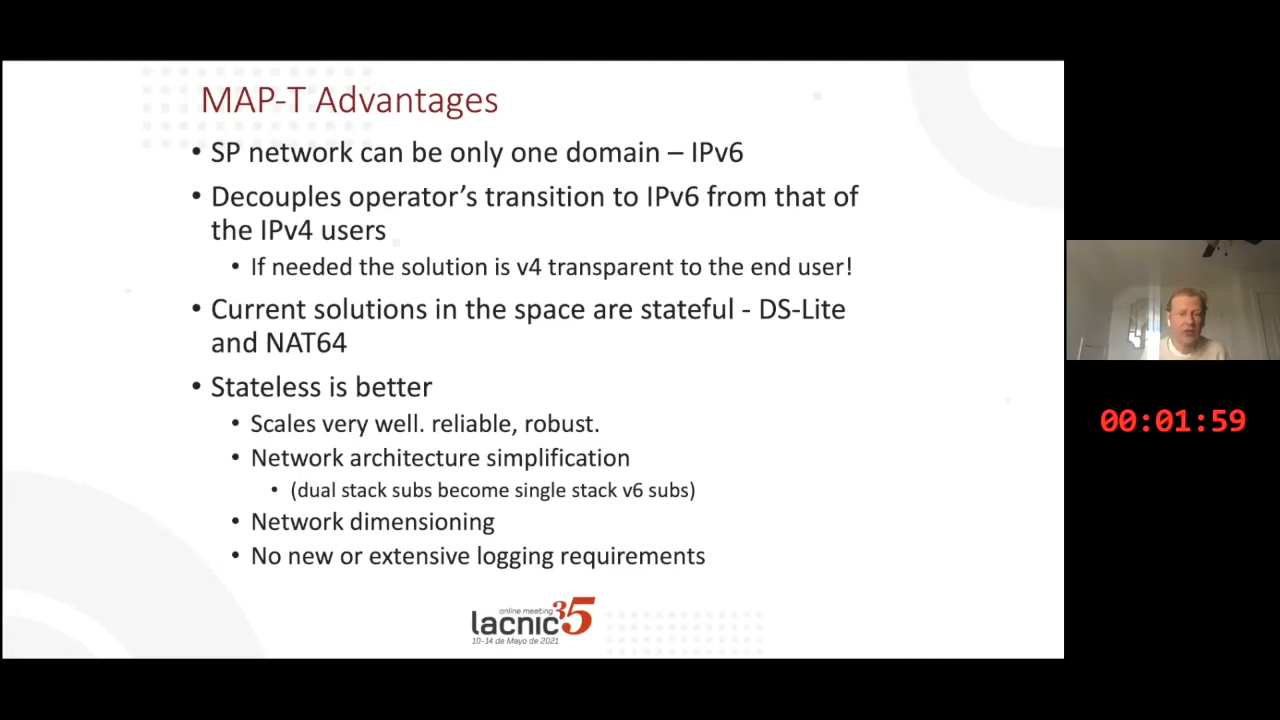 MAP-T Advantages
• SP network can be only one domain – IPv6
• Decouples operator's transition to IPv6 from that of
the IPv4 users
• If needed the solution is v4 transparent to the end user!
• Current solutions in the space are stateful - DS-Lite
and NAT64
• Stateless is better
• Scales very well. reliable, robust.
• Network architecture simplification
• (dual stack subs become single stack v6 subs)
• Network dimensioning
• No new or extensive logging requirements
online meeting
lacnic35
10-14 de Mayo de 2021
00:01:59